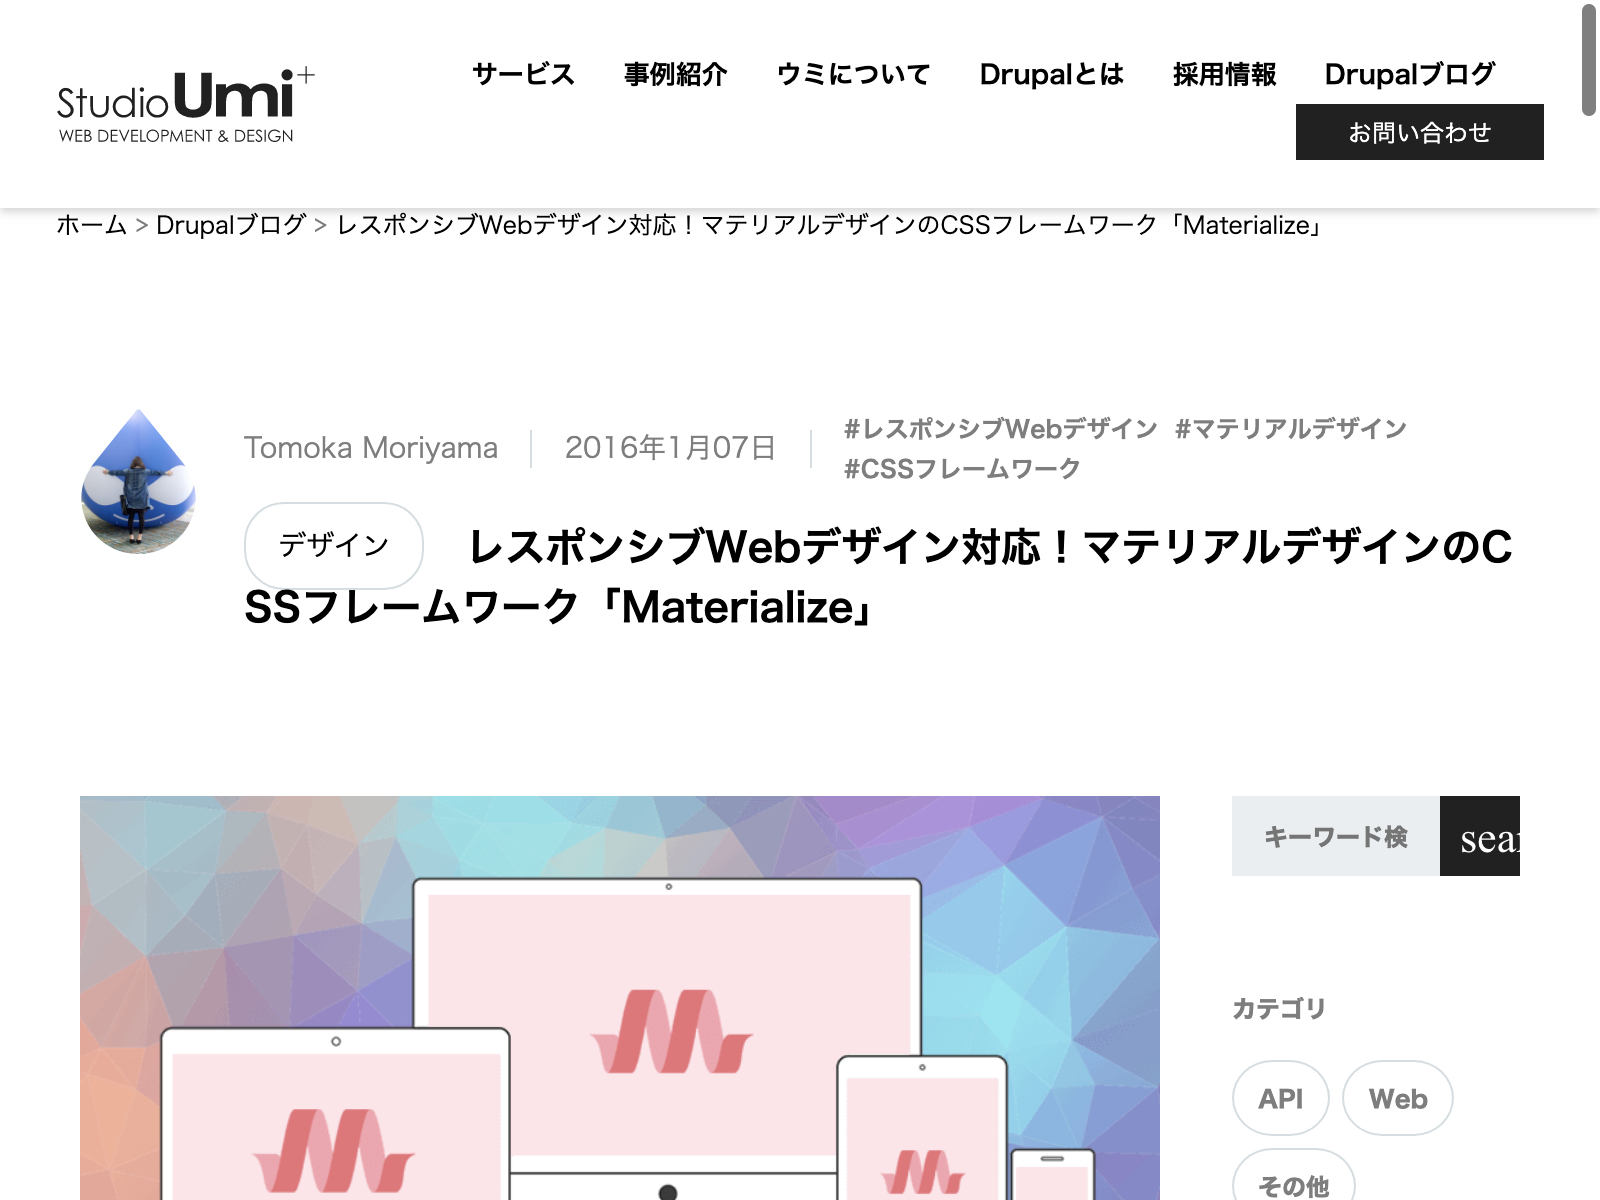 Studio Umi+
WEB DEVELOPMENT & DESIGN
サービス 事例紹介 ウミについて Drupalとは 採用情報 Drupalブログ
お問い合わせ
ホーム > Drupalブログ > レスポンシブWebデザイン対応！マテリアルデザインのCSSフレームワーク「Materialize」
Tomoka Moriyama 2016年1月07日 #レスポンシブWebデザイン #マテリアルデザイン
#CSSフレームワーク
デザイン レスポンシブWebデザイン対応！マテリアルデザインのC
SSフレームワーク「Materialize」
キーワード検
カテゴリ
API Web
その他